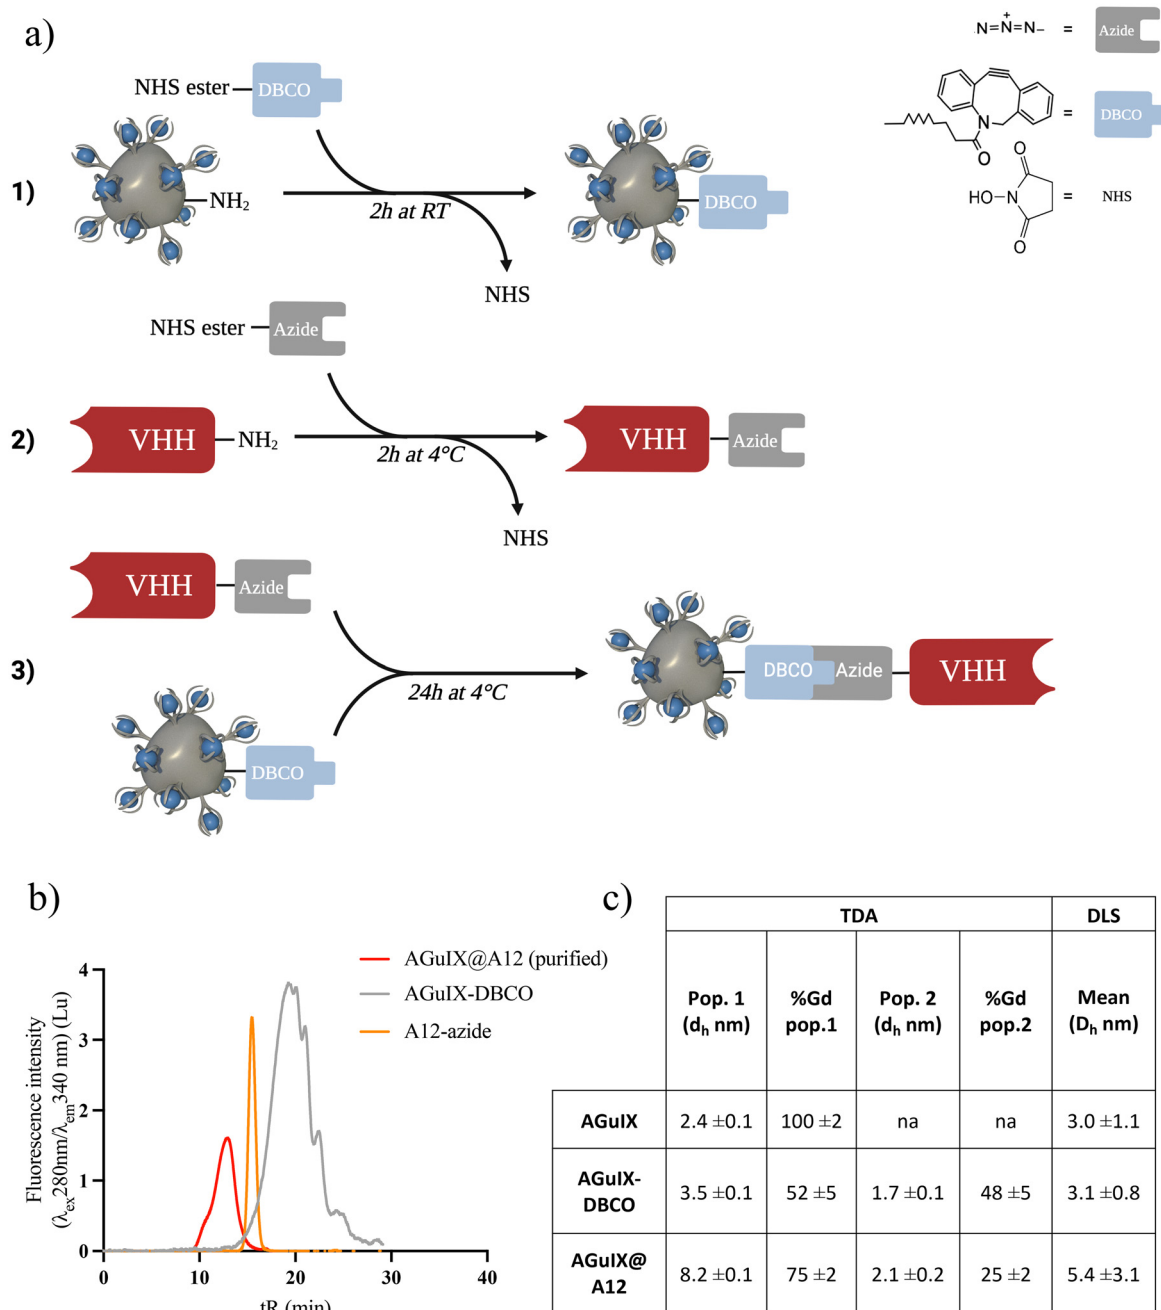 a)
N=N=N
+
–
=
Azide
N
O
=
DBCO
O
HO
N
O
=
NHS
NHS ester
DBCO
1)
NH2
2h at RT
NHS
DBCO
NHS ester
Azide
2)
VHH
NH2
2h at 4°C
NHS
VHH
Azide
VHH
Azide
3)
24h at 4°C
DBCO
DBCO
Azide
VHH
b)
Fluorescence intensity
(λex280nm/λem340 nm) (Lu)
4
3
2
1
0
0
10
20
30
40
tR (min)
AGuIX@A12 (purified)
AGuIX-DBCO
A12-azide
c)
TDA
DLS
Pop. 1
(dh nm)
%Gd
pop.1
Pop. 2
(dh nm)
%Gd
pop.2
Mean
(Dh nm)
AGuIX
2.4 ±0.1
100 ±2
na
na
3.0 ±1.1
AGuIX-
DBCO
3.5 ±0.1
52 ±5
1.7 ±0.1
48 ±5
3.1 ±0.8
AGuIX@
A12
8.2 ±0.1
75 ±2
2.1 ±0.2
25 ±2
5.4 ±3.1